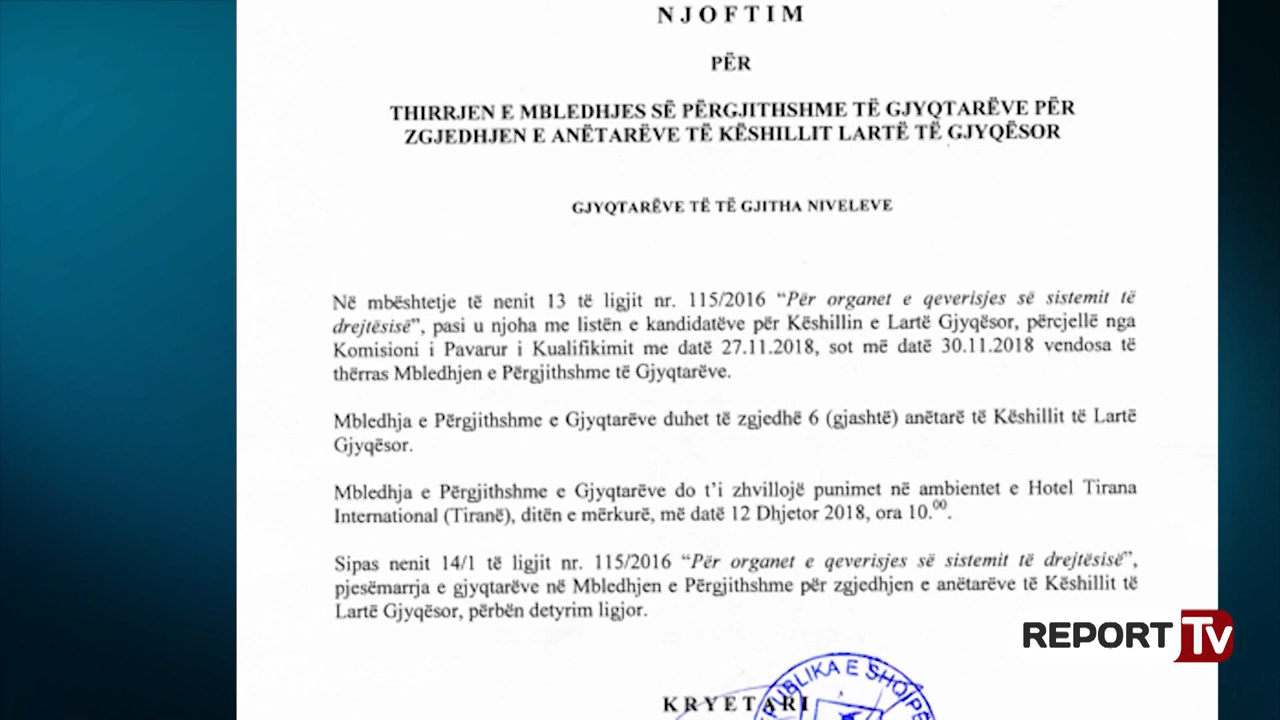 NJOFTIM
PËR
THIRRJEN E MBLEDHJES SË PËRGJITHSHME TË GJYQTARËVE PËR
ZGJEDHJEN E ANËTARËVE TË KËSHILLIT LARTË TË GJYQËSOR
GJYQTARËVE TË TË GJITHA NIVELEVE
Në mbështetje të nenit 13 të ligjit nr. 115/2016 “Për organet e qeverisjes së sistemit të
drejtësisë”, pasi u njoha me listën e kandidatëve për Këshillin e Lartë Gjyqësor, përcjellë nga
Komisioni i Pavarur i Kualifikimit me datë 27.11.2018, sot më datë 30.11.2018 vendosa të
thërras Mbledhjen e Përgjithshme të Gjyqtarëve.
Mbledhja e Përgjithshme e Gjyqtarëve duhet të zgjedhë 6 (gjashtë) anëtarë të Këshillit të Lartë
Gjyqësor.
Mbledhja e Përgjithshme e Gjyqtarëve do t’i zhvillojë punimet në ambientet e Hotel Tirana
International (Tiranë), ditën e mërkurë, më datë 12 Dhjetor 2018, ora 10.00.
Sipas nenit 14/1 të ligjit nr. 115/2016 “Për organet e qeverisjes së sistemit të drejtësisë”,
pjesëmarrja e gjyqtarëve në Mbledhjen e Përgjithshme për zgjedhjen e anëtarëve të Këshillit të
Lartë Gjyqësor, përbën detyrim ligjor.
REPORT Tv
KRYETARI